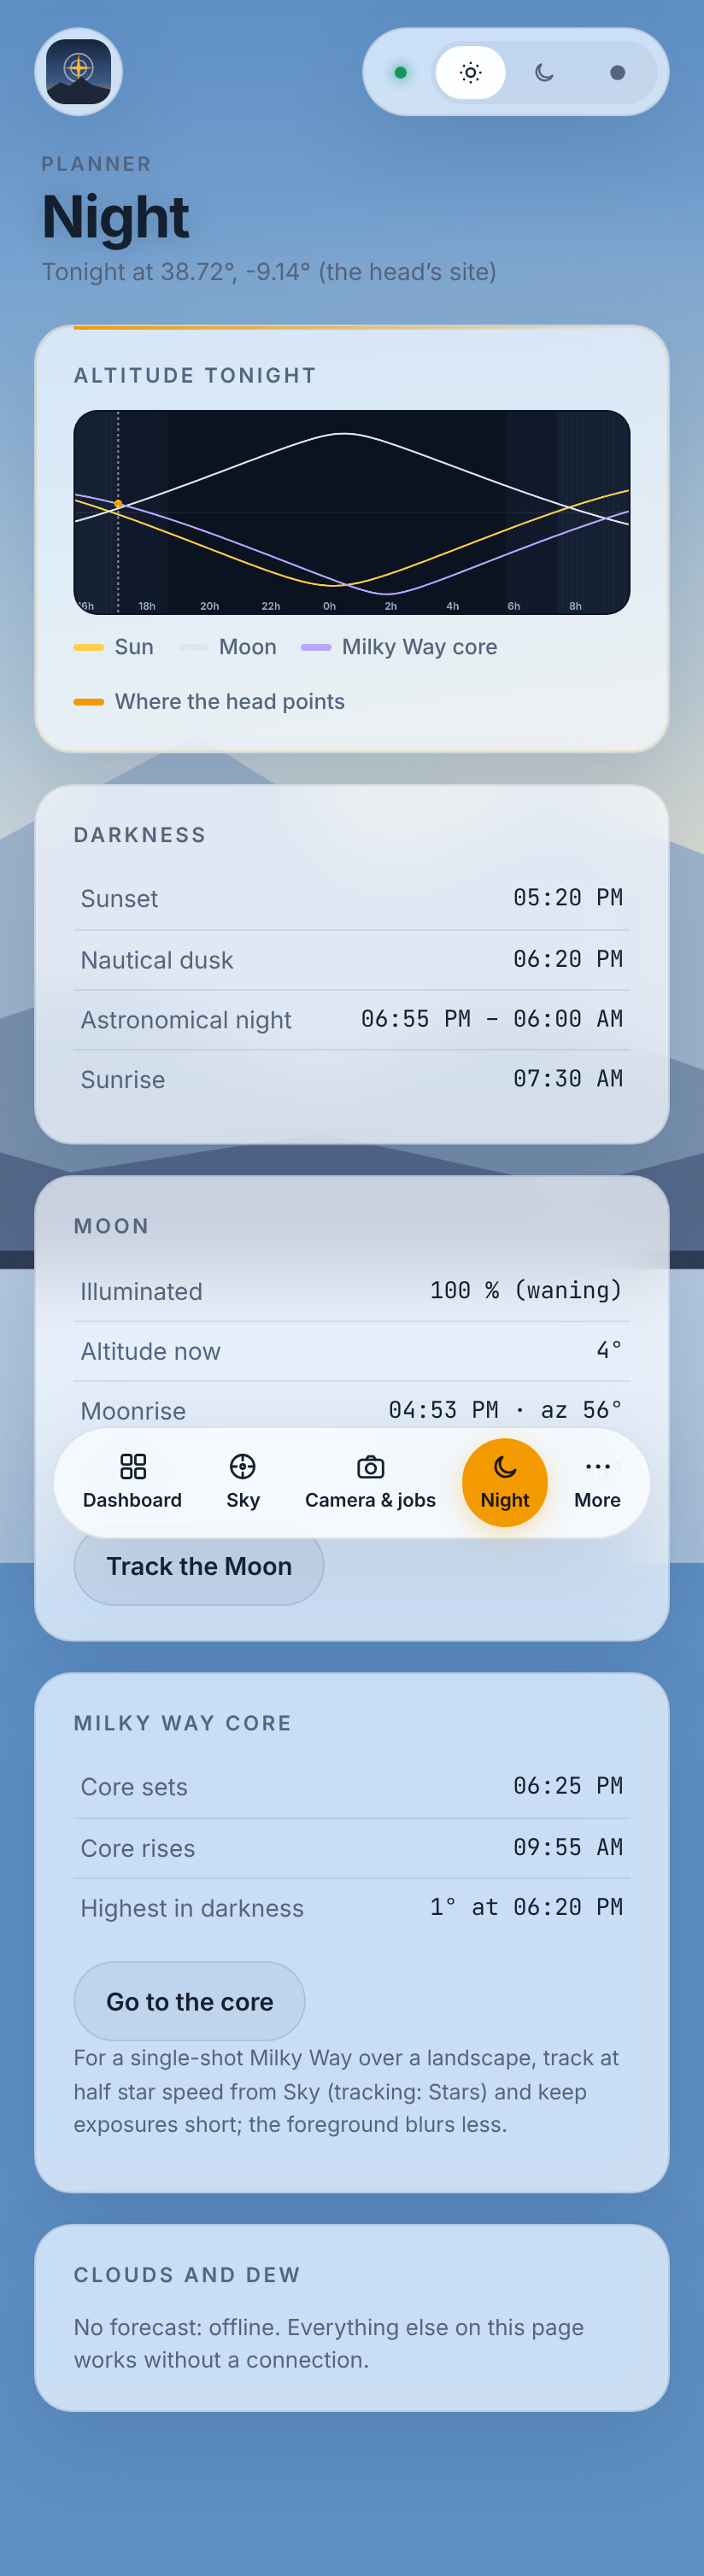 PLANNER
Night
Tonight at 38.72°, -9.14° (the head’s site)
ALTITUDE TONIGHT
18h 20h 22h 0h 2h 4h 6h 8h
Sun Moon Milky Way core
Where the head points
DARKNESS
Sunset 05:20 PM
Nautical dusk 06:20 PM
Astronomical night 06:55 PM – 06:00 AM
Sunrise 07:30 AM
MOON
Illuminated 100 % (waning)
Altitude now 4°
Moonrise 04:53 PM · az 56°
Dashboard Sky Camera & jobs Night More
Track the Moon
MILKY WAY CORE
Core sets 06:25 PM
Core rises 09:55 AM
Highest in darkness 1° at 06:20 PM
Go to the core
For a single-shot Milky Way over a landscape, track at
half star speed from Sky (tracking: Stars) and keep
exposures short; the foreground blurs less.
CLOUDS AND DEW
No forecast: offline. Everything else on this page
works without a connection.